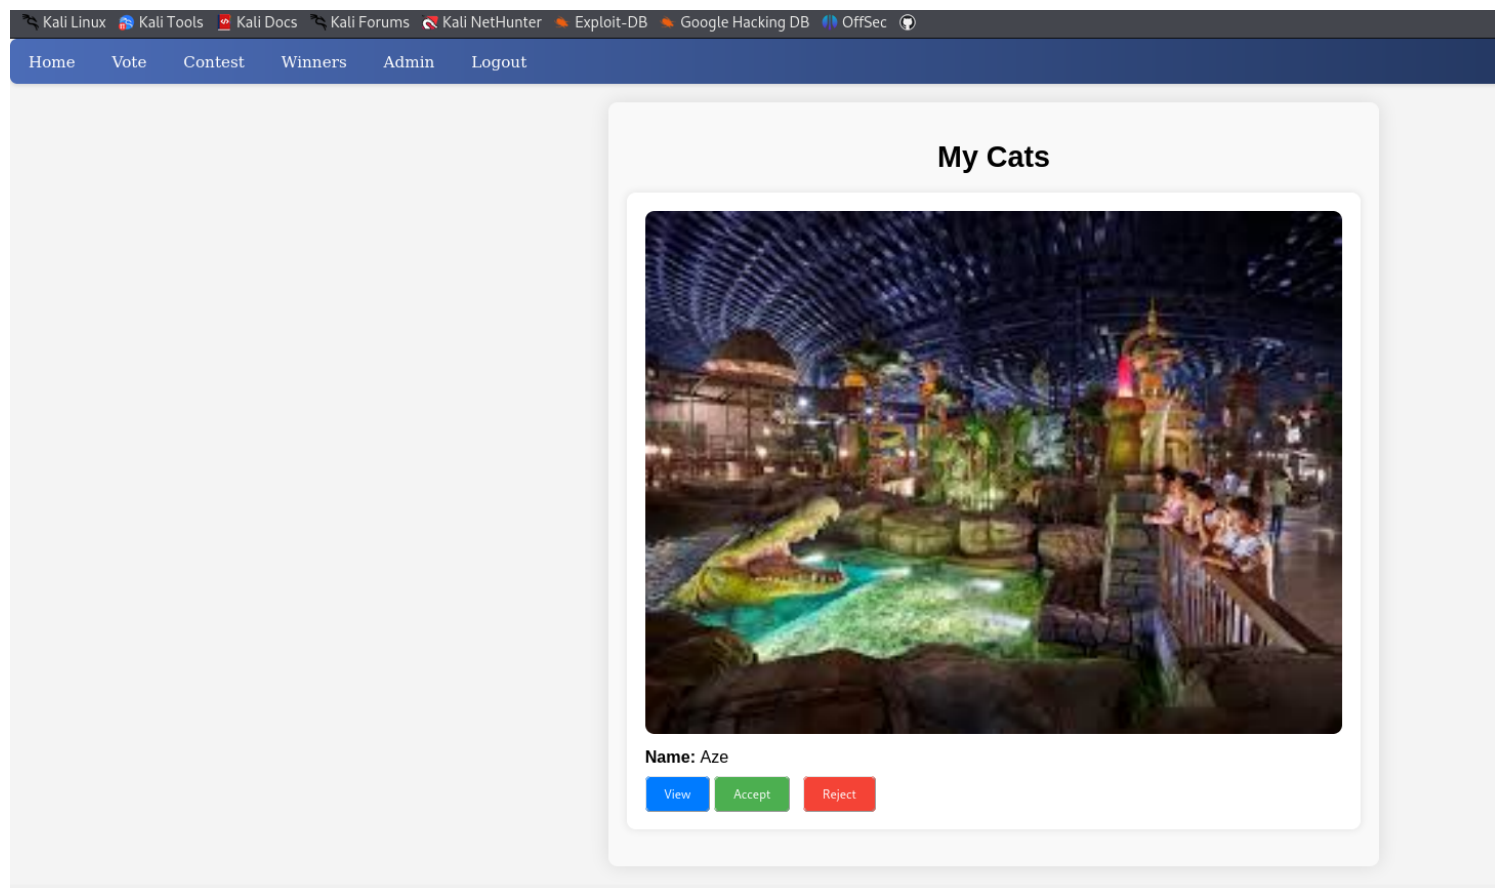 Kali Linux Kali Tools Kali Docs Kali Forums Kali NetHunter Exploit-DB Google Hacking DB OffSec
Home Vote Contest Winners Admin Logout
My Cats
Name: Aze
View Accept Reject